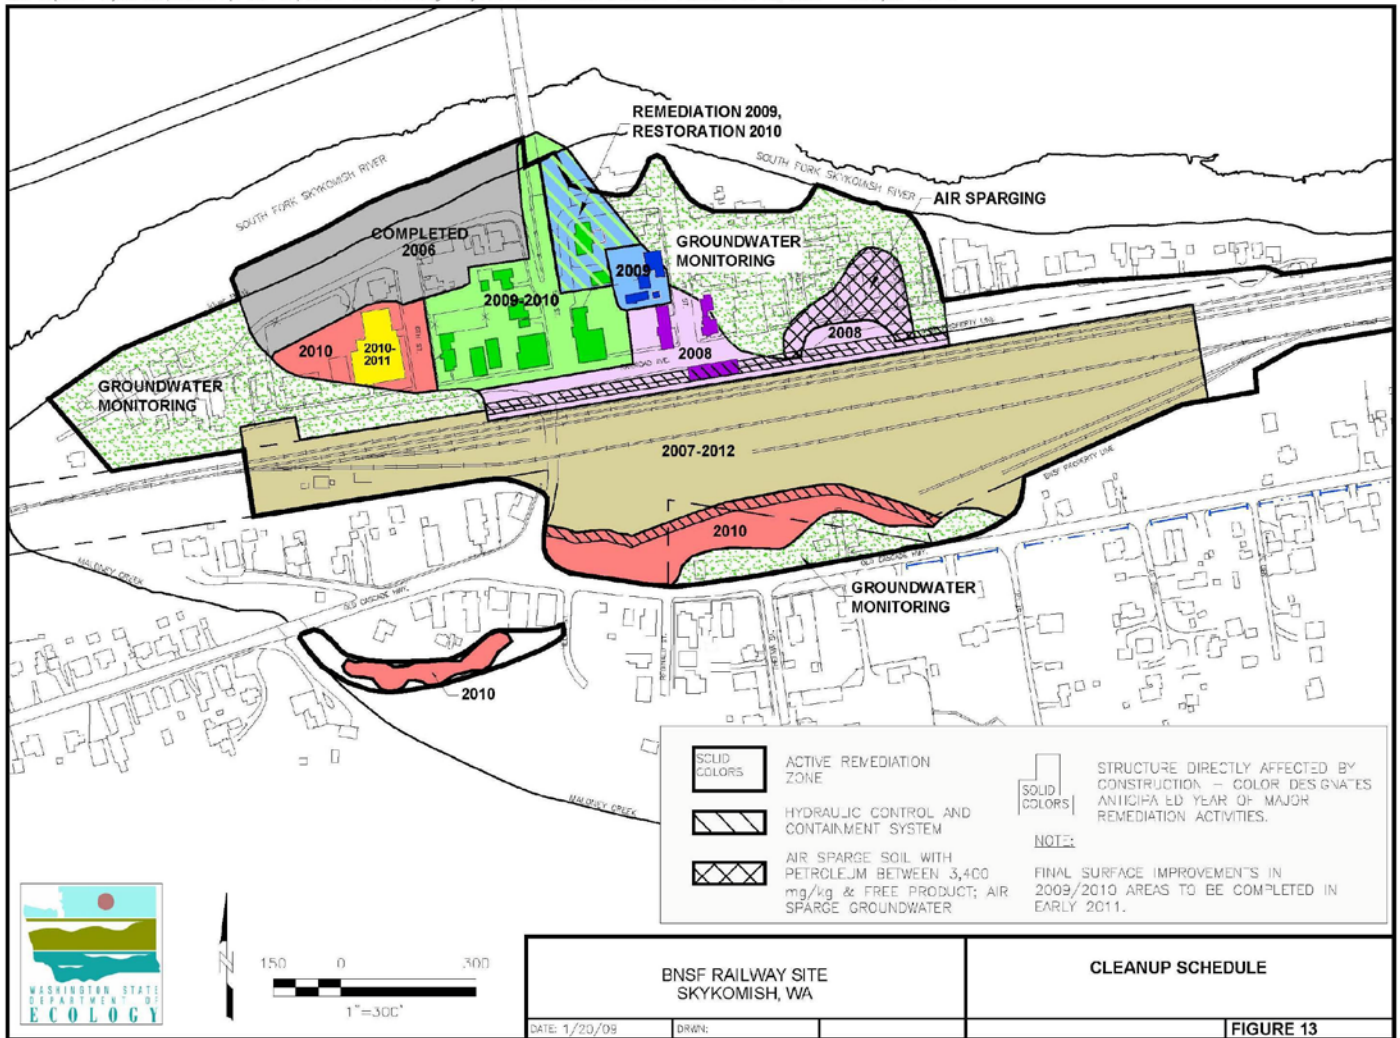 REMEDIATION 2009,
RESTORATION 2010
SOUTH FORK SKYKOMISH RIVER
SOUTH FORK SKYKOMISH RIVER
AIR SPARGING
COMPLETED
2006
GROUNDWATER
MONITORING
2009
2009-2010
2010
2010-
2011
2008
2008
GROUNDWATER
MONITORING
2007-2012
2010
BNSF PROPERTY LINE
OLD CASCADE HWY.
GROUNDWATER
MONITORING
MALONEY CREEK
OLD CASCADE HWY.
2010
MALONEY CREEK
SOLID
COLORS
ACTIVE REMEDIATION
ZONE
HYDRAULIC CONTROL AND
CONTAINMENT SYSTEM
AIR SPARGE SOIL WITH
PETROLEUM BETWEEN 3,400
mg/kg & FREE PRODUCT; AIR
SPARGE GROUNDWATER
SOLID
COLORS
STRUCTURE DIRECTLY AFFECTED BY
CONSTRUCTION – COLOR DESIGNATES
ANTICIPATED YEAR OF MAJOR
REMEDIATION ACTIVITIES.
NOTE:
FINAL SURFACE IMPROVEMENTS IN
2009/2010 AREAS TO BE COMPLETED IN
EARLY 2011.
WASHINGTON STATE
DEPARTMENT OF
ECOLOGY
N
150 0 300
1"=300'
BNSF RAILWAY SITE
SKYKOMISH, WA
CLEANUP SCHEDULE
DATE: 1/20/09
DRWN:
FIGURE 13